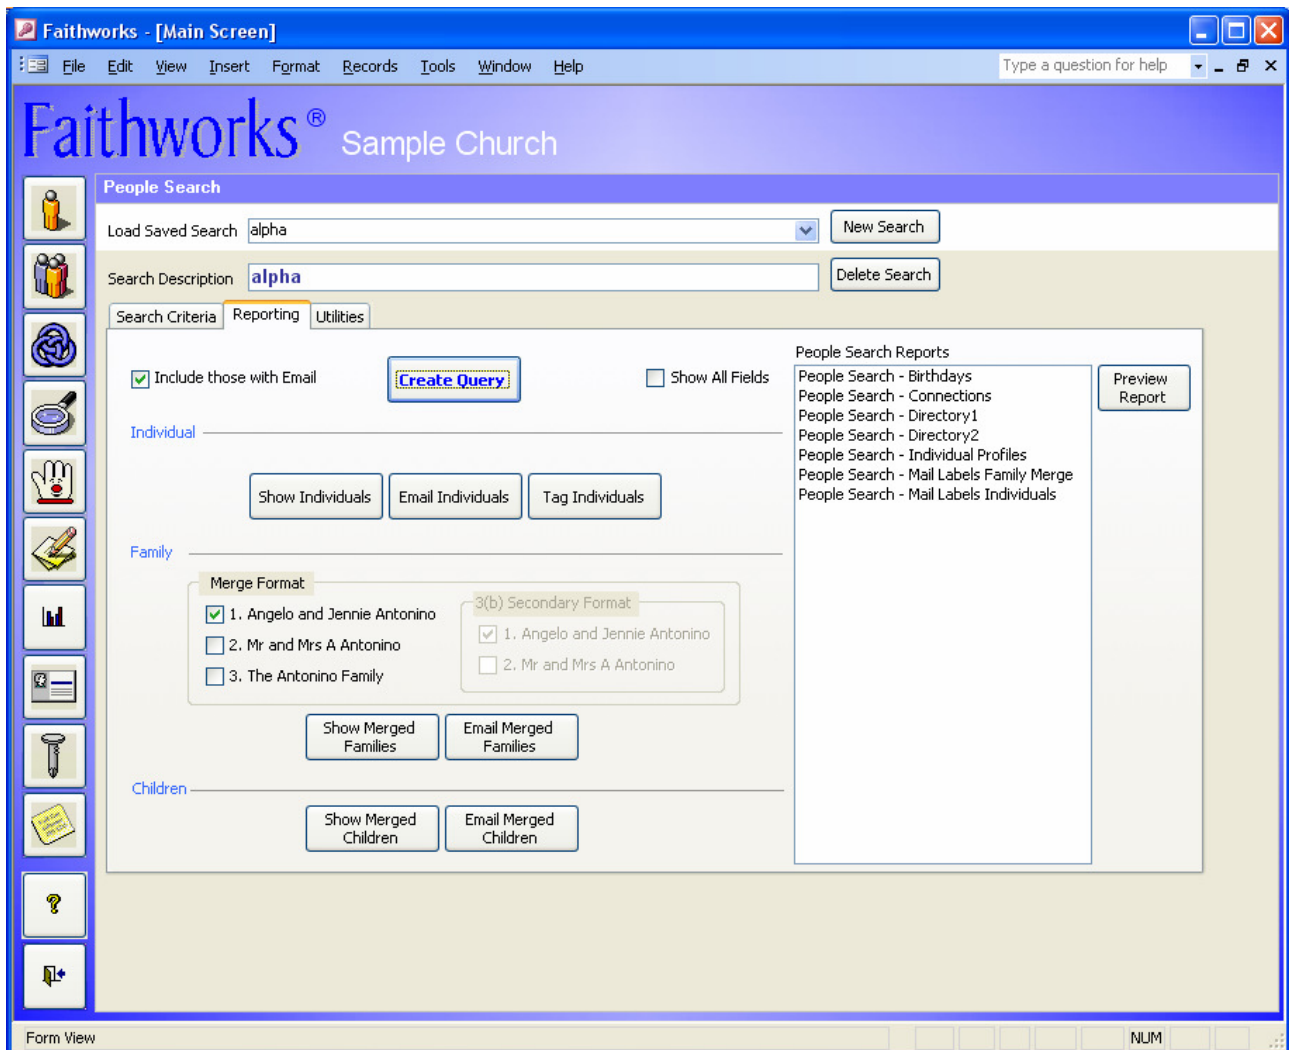 Faithworks - [Main Screen]
File Edit View Insert Format Records Tools Window Help Type a question for help
Faithworks® Sample Church
People Search
Load Saved Search alpha New Search
Search Description alpha Delete Search
Search Criteria Reporting Utilities
Include those with Email Create Query Show All Fields
Individual
Show Individuals Email Individuals Tag Individuals
Family
Merge Format
1. Angelo and Jennie Antonino
2. Mr and Mrs A Antonino
3. The Antonino Family
3(b) Secondary Format
1. Angelo and Jennie Antonino
2. Mr and Mrs A Antonino
Show Merged Families Email Merged Families
Children
Show Merged Children Email Merged Children
People Search Reports
People Search - Birthdays
People Search - Connections
People Search - Directory1
People Search - Directory2
People Search - Individual Profiles
People Search - Mail Labels Family Merge
People Search - Mail Labels Individuals
Preview Report
?
Form View NUM